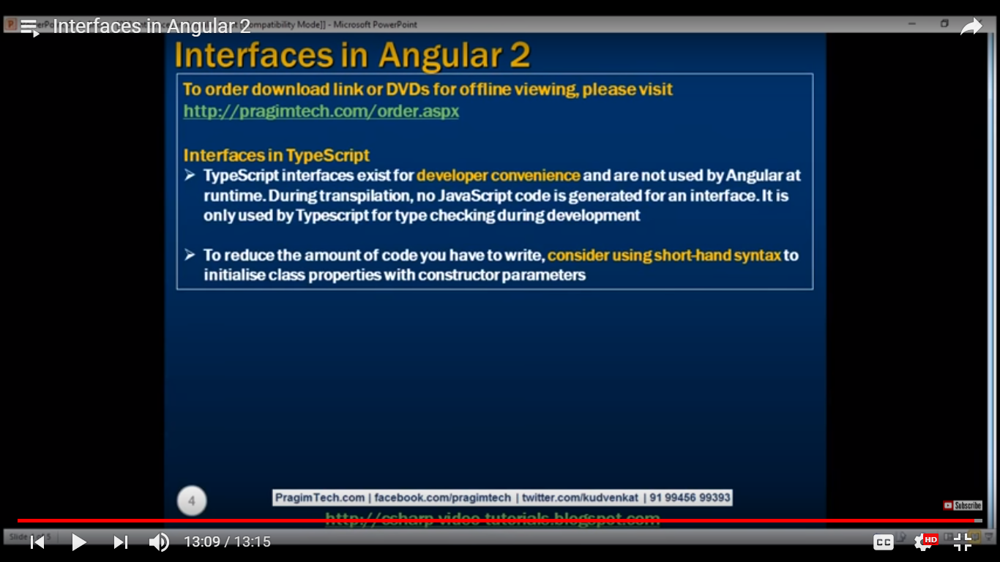 Interfaces in Angular 2
ompatibility Mode]] - Microsoft PowerPoint
Interfaces in Angular 2
To order download link or DVDs for offline viewing, please visit
http://pragimtech.com/order.aspx
Interfaces in TypeScript
➢ TypeScript interfaces exist for developer convenience and are not used by Angular at
runtime. During transpilation, no JavaScript code is generated for an interface. It is
only used by Typescript for type checking during development
➢ To reduce the amount of code you have to write, consider using short-hand syntax to
initialise class properties with constructor parameters
4
PragimTech.com | facebook.com/pragimtech | twitter.com/kudvenkat | 91 99456 99393
Subscribe
http://csharp-video-tutorials.blogspot.com
Slide
13:09 / 13:15
CC
HD